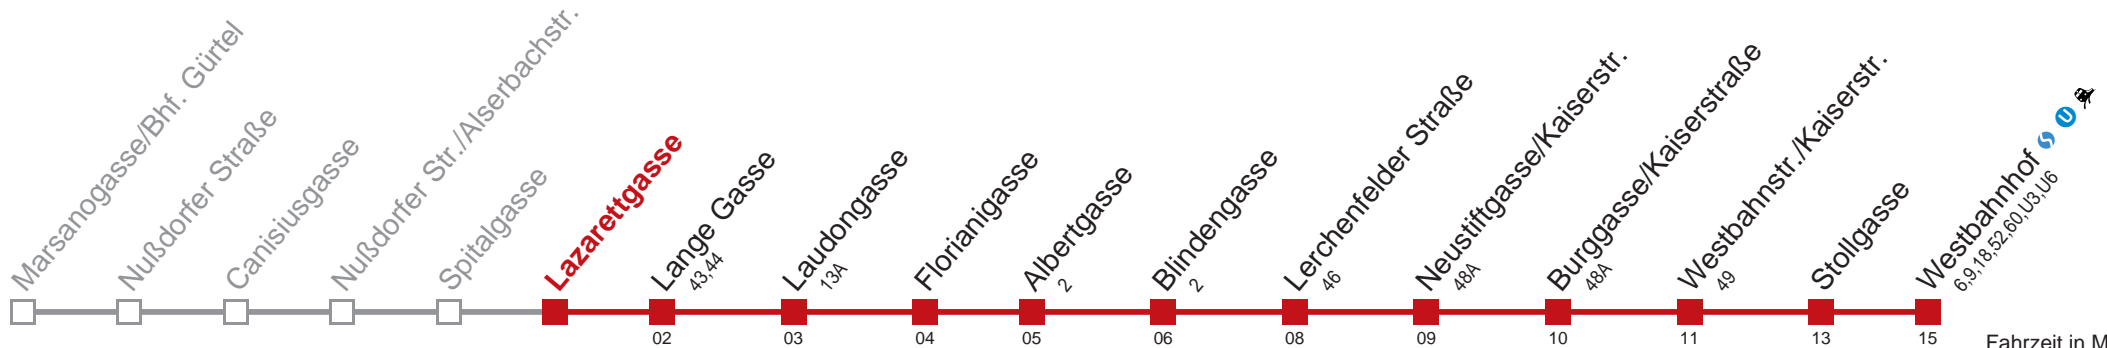 Marsanogasse/Bhf. Gürtel
Nußdorfer Straße
Canisiusgasse
Nußdorfer Str./Alserbachstr.
Spitalgasse
Lazarettgasse
Lange Gasse
43,44
Laudongasse
13A
Florianigasse
Albertgasse
2
Blindengasse
2
Lerchenfelder Straße
46
Neustiftgasse/Kaiserstr.
48A
Burggasse/Kaiserstraße
48A
Westbahnstr./Kaiserstr.
49
Stollgasse
Westbahnhof S U
6,9,18,52,60,U3,U6
02 03 04 05 06 08 09 10 11 13 15
Fahrzeit in M